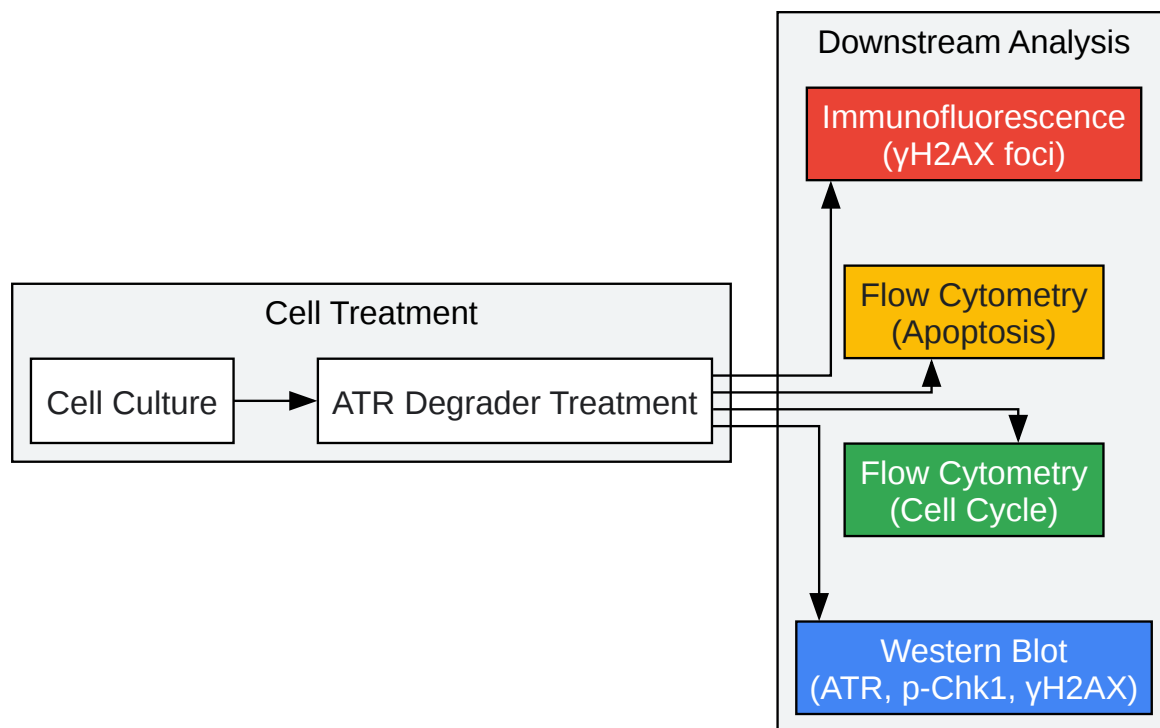 Downstream Analysis
Immunofluorescence
(γH2AX foci)
Flow Cytometry
(Apoptosis)
Cell Treatment
Cell Culture
ATR Degrader Treatment
Flow Cytometry
(Cell Cycle)
Western Blot
(ATR, p-Chk1, γH2AX)